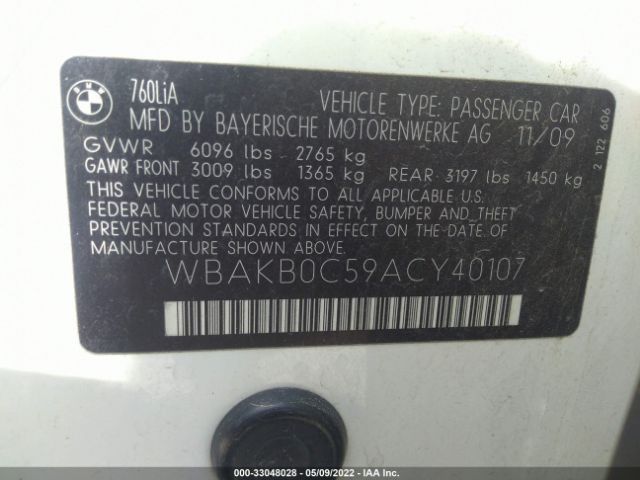 BMW
760LiA
VEHICLE TYPE: PASSENGER CAR
MFD BY BAYERISCHE MOTORENWERKE AG 11/09
GVWR 6096 lbs 2765 kg
GAWR FRONT 3009 lbs 1365 kg REAR 3197 lbs 1450 kg
THIS VEHICLE CONFORMS TO ALL APPLICABLE U.S.
FEDERAL MOTOR VEHICLE SAFETY, BUMPER AND THEFT
PREVENTION STANDARDS IN EFFECT ON THE DATE OF
MANUFACTURE SHOWN ABOVE.
WBAKB0C59ACY40107
2 122 606
000-33048028 - 05/09/2022 - IAA Inc.